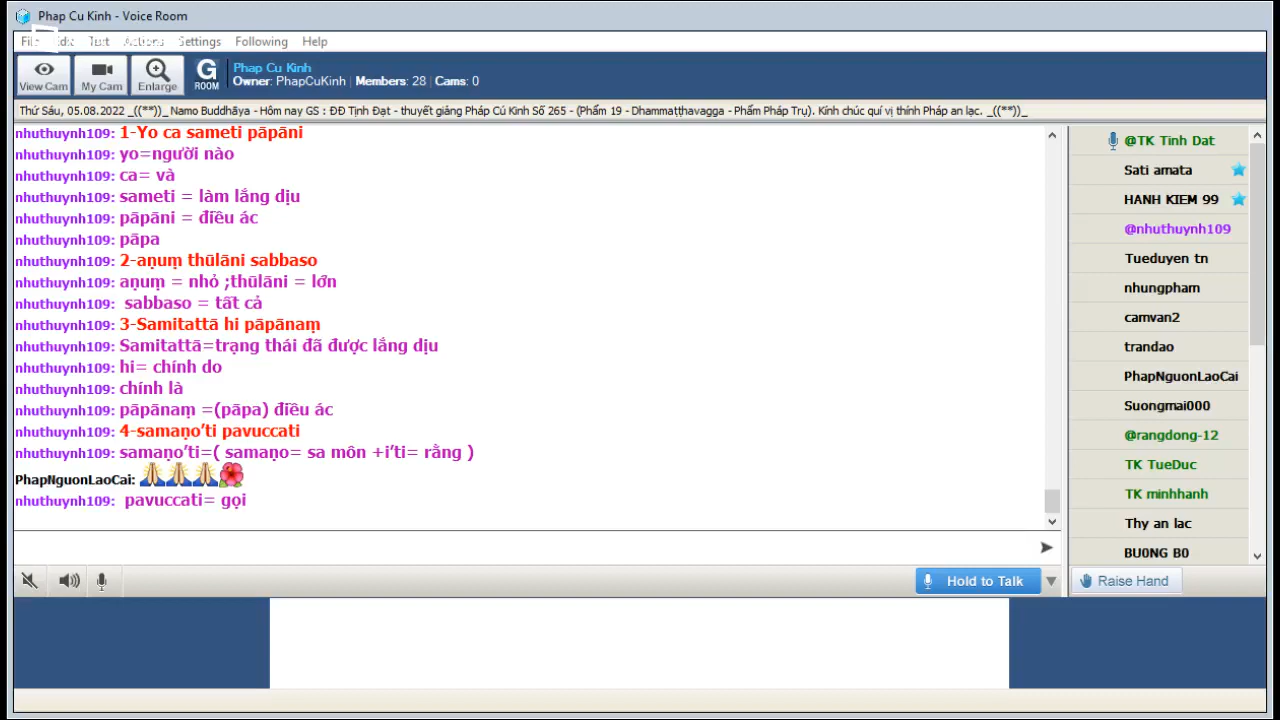 Phap Cu Kinh - Voice Room
File Edit Text Actions Settings Following Help
View Cam
My Cam
Enlarge
G ROOM
Phap Cu Kinh
Owner: PhapCuKinh | Members: 28 | Cams: 0
Thứ Sáu, 05.08.2022 _((**))_ Namo Buddhāya - Hôm nay GS : ĐĐ Tịnh Đạt - thuyết giảng Pháp Cú Kinh Số 265 - (Phẩm 19 - Dhammaṭṭhavagga - Phẩm Pháp Trụ). Kính chúc quí vị thính Pháp an lạc. _((**))_
nhuthuynh109: 1-Yo ca sameti pāpāni
nhuthuynh109: yo=người nào
nhuthuynh109: ca= và
nhuthuynh109: sameti = làm lắng dịu
nhuthuynh109: pāpāni = điều ác
nhuthuynh109: pāpa
nhuthuynh109: 2-aṇuṃ thūlāni sabbaso
nhuthuynh109: aṇuṃ = nhỏ ;thūlāni = lớn
nhuthuynh109: sabbaso = tất cả
nhuthuynh109: 3-Samitattā hi pāpānaṃ
nhuthuynh109: Samitattā=trạng thái đã được lắng dịu
nhuthuynh109: hi= chính do
nhuthuynh109: chính là
nhuthuynh109: pāpānaṃ =(pāpa) điều ác
nhuthuynh109: 4-samaṇo’ti pavuccati
nhuthuynh109: samaṇo’ti=( samaṇo= sa môn +i’ti= rằng )
PhapNguonLaoCai: 🙏🙏🙏🌺
nhuthuynh109: pavuccati= gọi
@TK Tinh Dat
Sati amata
HANH KIEM 99
@nhuthuynh109
Tueduyen tn
nhungpham
camvan2
trandao
PhapNguonLaoCai
Suongmai000
@rangdong-12
TK TueDuc
TK minhhanh
Thy an lac
BU0NG B0
Hold to Talk
Raise Hand